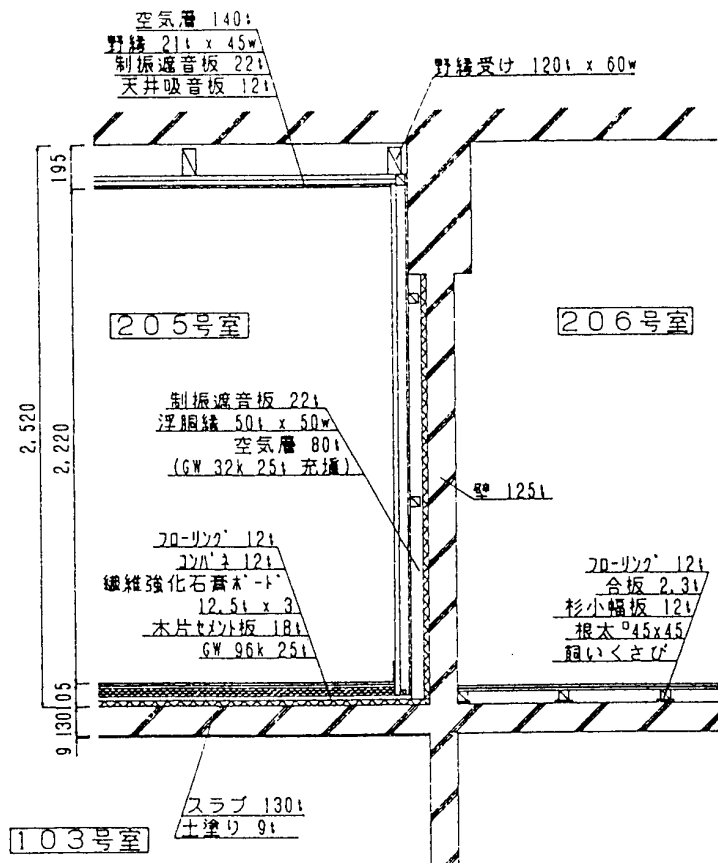 空気層 140t
野縁 21t x 45w
制振遮音板 22t
天井吸音板 12t
野縁受け 120t x 60w
195
205号室
206号室
2,520
2,220
制振遮音板 22t
浮胴縁 50t x 50w
空気層 80t
(GW 32k 25t 充填)
壁 125t
フローリング 12t
コンパネ 12t
繊維強化石膏ボード
12.5t x 3
木片セメント板 18t
GW 96k 25t
フローリング 12t
合板 2.3t
杉小幅板 12t
根太 □45x45
飼いくさび
105
130
9
スラブ 130t
土塗り 9t
103号室